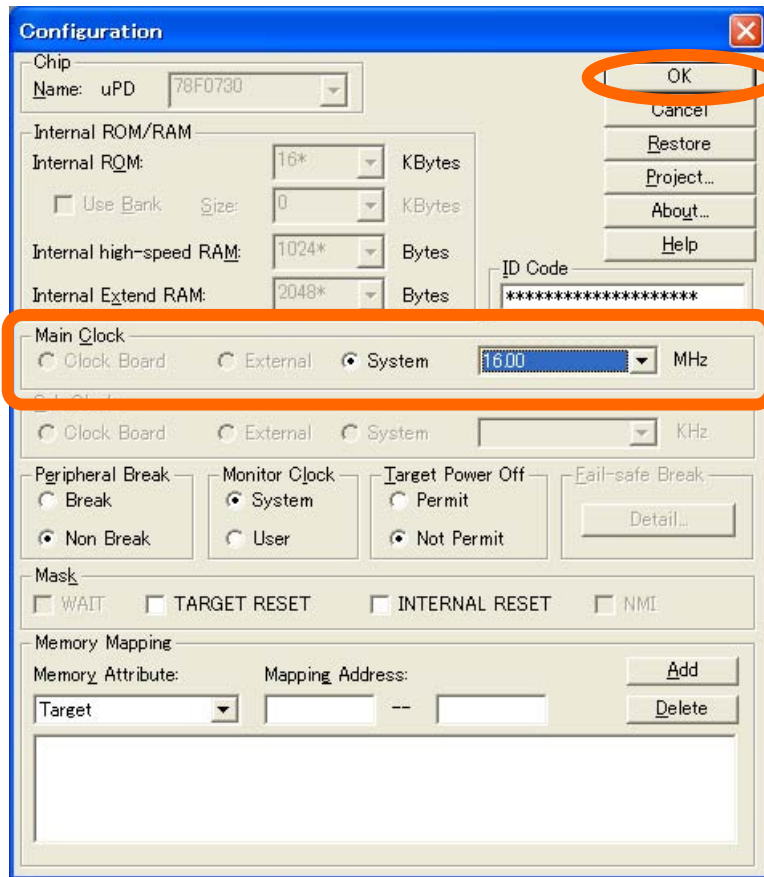 Configuration
Chip
Name: uPD 78F0730
OK
Cancel
Internal ROM/RAM
Restore
Internal ROM: 16* KBytes
Project...
Use Bank Size: 0 KBytes
About...
Internal high-speed RAM: 1024* Bytes
Help
ID Code
Internal Extend RAM: 2048* Bytes
********************
Main Clock
Clock Board External System 16.00 MHz
Clock Board External System KHz
Peripheral Break Monitor Clock Target Power Off Fail-safe Break
Break System Permit
Detail...
Non Break User Not Permit
Mask
WAIT TARGET RESET INTERNAL RESET NMI
Memory Mapping
Memory Attribute: Mapping Address: Add
Target -- Delete